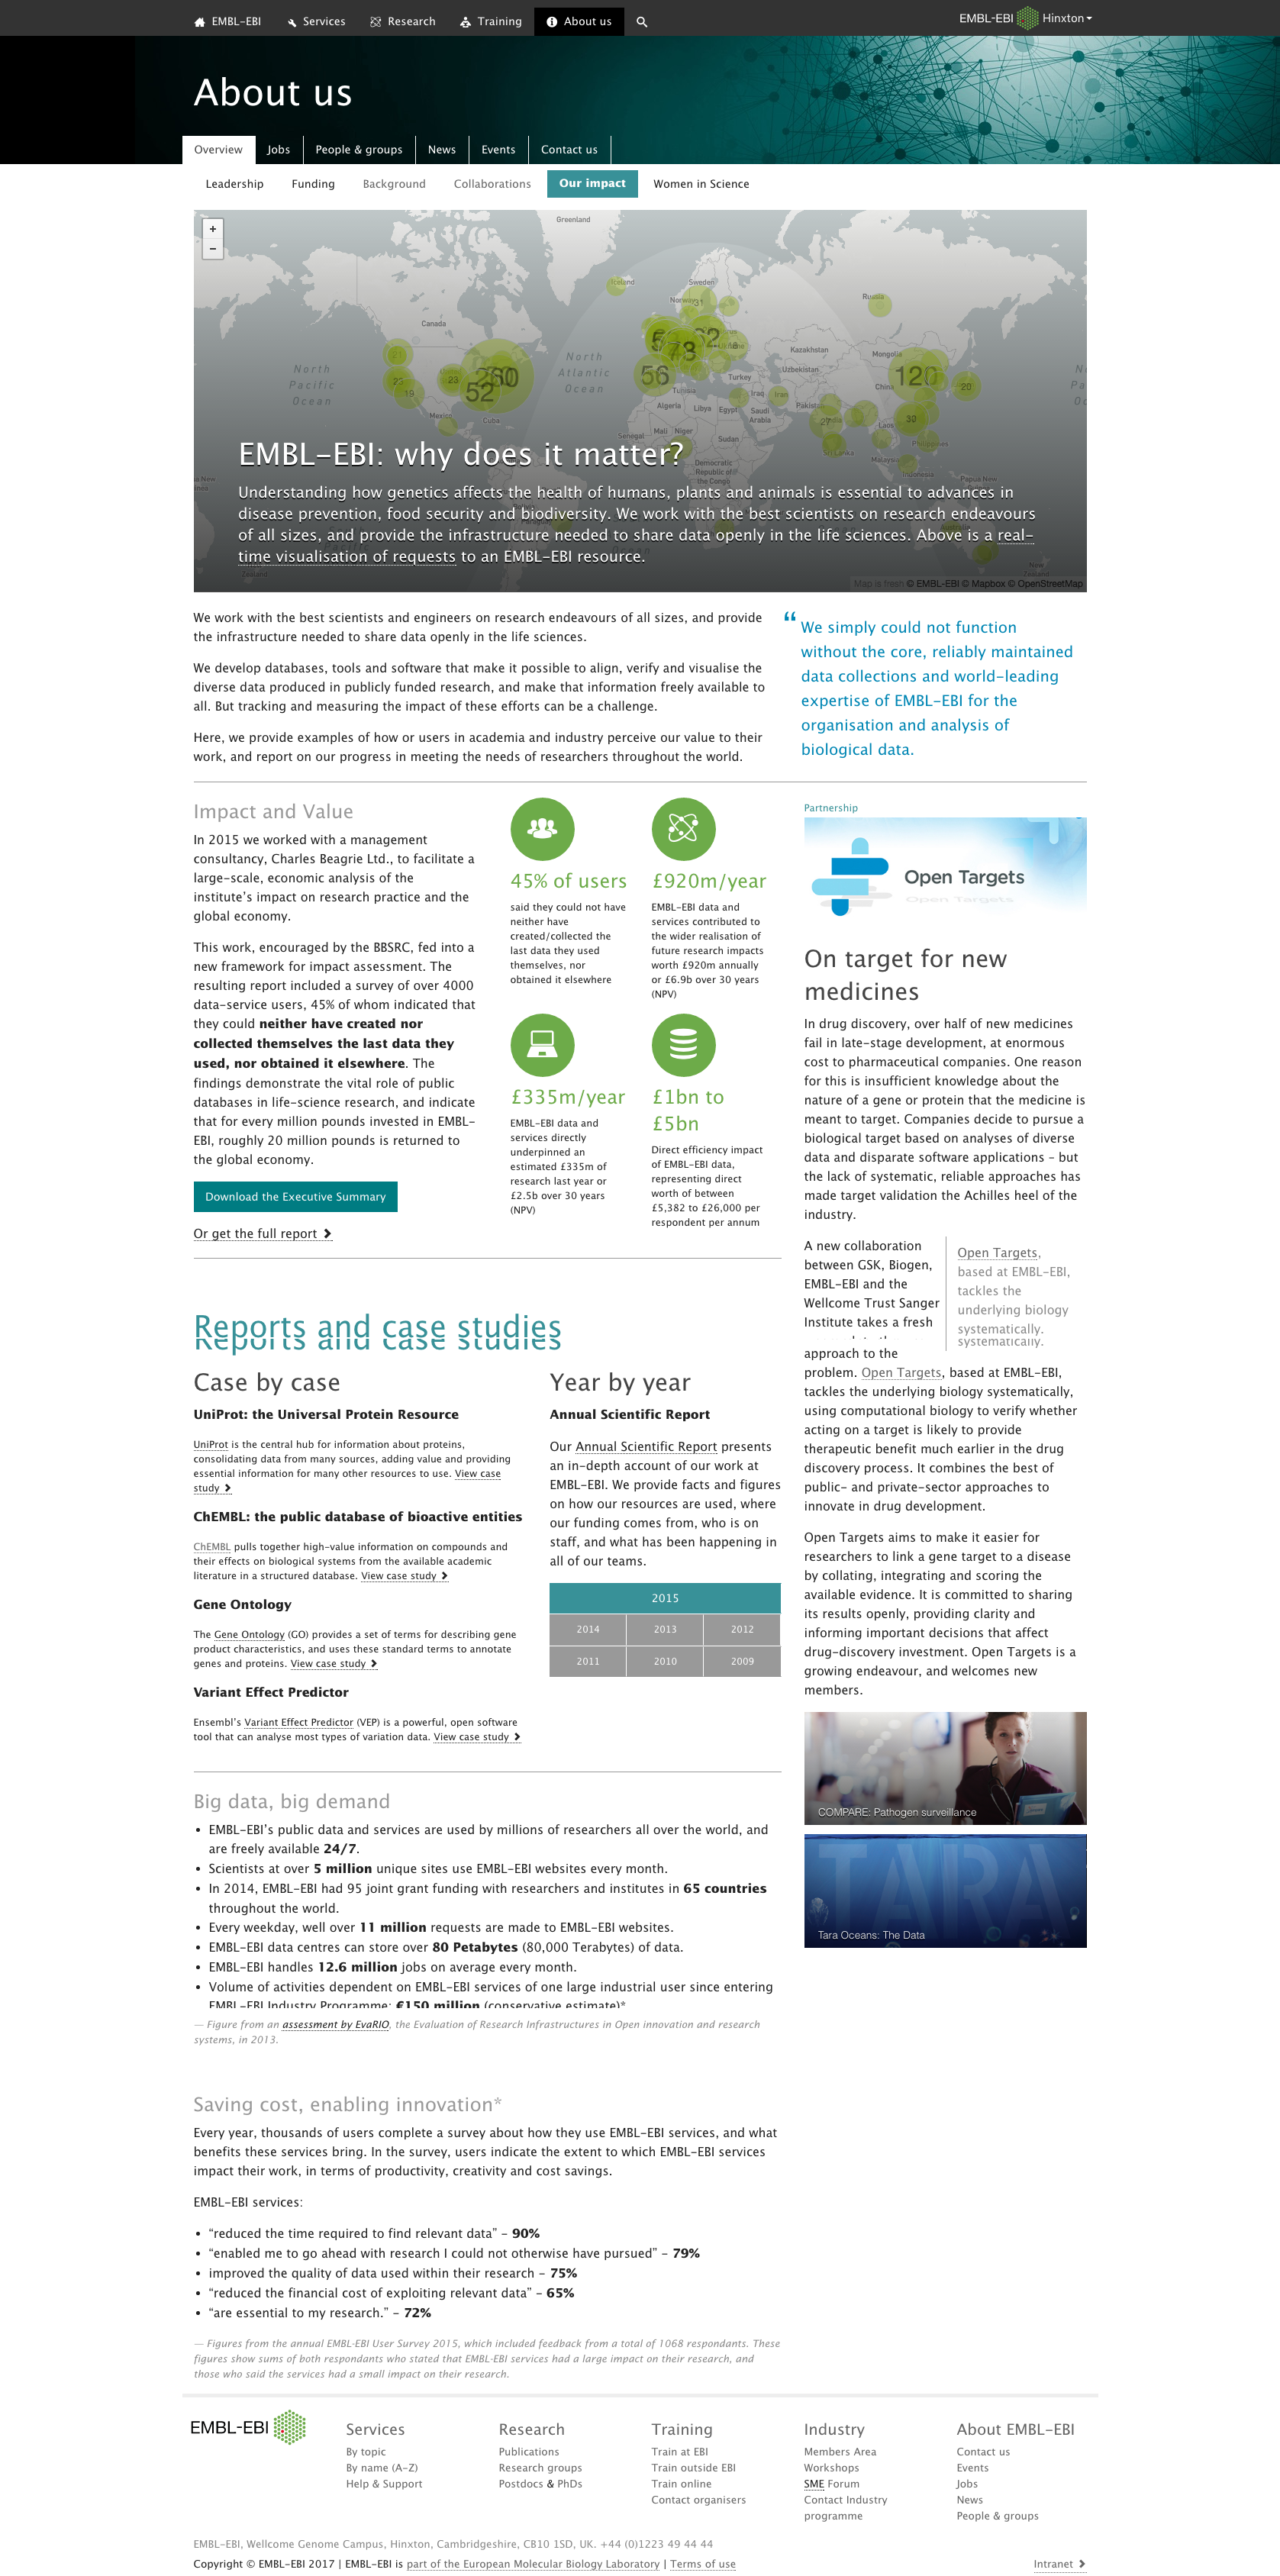 EMBL-EBI Services Research Training About us
EMBL-EBI Hinxton
About us
Overview Jobs People & groups News Events Contact us
Leadership Funding Background Collaborations Our impact Women in Science
+
−
Greenland
Iceland
Sweden
Norway
Russia
Canada
North Pacific Ocean
North Atlantic Ocean
Kazakhstan
Mongolia
Uzbekistan
Turkey
China
Tunisia
Iraq
Iran
Algeria
Libya
Egypt
Saudi Arabia
Mexico
Cuba
Mali
Niger
Sudan
Senegal
Laos
Philippines
Malaysia
Indonesia
Democratic Republic of the Congo
23
19
23
52
56
73
120
20
EMBL-EBI: why does it matter?
Understanding how genetics affects the health of humans, plants and animals is essential to advances in
disease prevention, food security and biodiversity. We work with the best scientists on research endeavours
of all sizes, and provide the infrastructure needed to share data openly in the life sciences. Above is a real-
time visualisation of requests to an EMBL-EBI resource.
Map is fresh © EMBL-EBI © Mapbox © OpenStreetMap
We work with the best scientists and engineers on research endeavours of all sizes, and provide
the infrastructure needed to share data openly in the life sciences.
We develop databases, tools and software that make it possible to align, verify and visualise the
diverse data produced in publicly funded research, and make that information freely available to
all. But tracking and measuring the impact of these efforts can be a challenge.
Here, we provide examples of how or users in academia and industry perceive our value to their
work, and report on our progress in meeting the needs of researchers throughout the world.
“ We simply could not function
without the core, reliably maintained
data collections and world-leading
expertise of EMBL-EBI for the
organisation and analysis of
biological data.
Impact and Value
In 2015 we worked with a management
consultancy, Charles Beagrie Ltd., to facilitate a
large-scale, economic analysis of the
institute's impact on research practice and the
global economy.
This work, encouraged by the BBSRC, fed into a
new framework for impact assessment. The
resulting report included a survey of over 4000
data-service users, 45% of whom indicated that
they could neither have created nor
collected themselves the last data they
used, nor obtained it elsewhere. The
findings demonstrate the vital role of public
databases in life-science research, and indicate
that for every million pounds invested in EMBL-
EBI, roughly 20 million pounds is returned to
the global economy.
Download the Executive Summary
Or get the full report
45% of users
said they could not have
neither have
created/collected the
last data they used
themselves, nor
obtained it elsewhere
£920m/year
EMBL-EBI data and
services contributed to
the wider realisation of
future research impacts
worth £920m annually
or £6.9b over 30 years
(NPV)
£335m/year
EMBL-EBI data and
services directly
underpinned an
estimated £335m of
research last year or
£2.5b over 30 years
(NPV)
£1bn to
£5bn
Direct efficiency impact
of EMBL-EBI data,
representing direct
worth of between
£5,382 to £26,000 per
respondent per annum
Partnership
Open Targets
On target for new
medicines
In drug discovery, over half of new medicines
fail in late-stage development, at enormous
cost to pharmaceutical companies. One reason
for this is insufficient knowledge about the
nature of a gene or protein that the medicine is
meant to target. Companies decide to pursue a
biological target based on analyses of diverse
data and disparate software applications – but
the lack of systematic, reliable approaches has
made target validation the Achilles heel of the
industry.
A new collaboration
between GSK, Biogen,
EMBL-EBI and the
Wellcome Trust Sanger
Institute takes a fresh
approach to the
Open Targets,
based at EMBL-EBI,
tackles the
underlying biology
systematically.
problem. Open Targets, based at EMBL-EBI,
tackles the underlying biology systematically,
using computational biology to verify whether
acting on a target is likely to provide
therapeutic benefit much earlier in the drug
discovery process. It combines the best of
public- and private-sector approaches to
innovate in drug development.
Open Targets aims to make it easier for
researchers to link a gene target to a disease
by collating, integrating and scoring the
available evidence. It is committed to sharing
its results openly, providing clarity and
informing important decisions that affect
drug-discovery investment. Open Targets is a
growing endeavour, and welcomes new
members.
COMPARE: Pathogen surveillance
TARA
Tara Oceans: The Data
Reports and case studies
Case by case
UniProt: the Universal Protein Resource
UniProt is the central hub for information about proteins,
consolidating data from many sources, adding value and providing
essential information for many other resources to use. View case
study
ChEMBL: the public database of bioactive entities
ChEMBL pulls together high-value information on compounds and
their effects on biological systems from the available academic
literature in a structured database. View case study
Gene Ontology
The Gene Ontology (GO) provides a set of terms for describing gene
product characteristics, and uses these standard terms to annotate
genes and proteins. View case study
Variant Effect Predictor
Ensembl's Variant Effect Predictor (VEP) is a powerful, open software
tool that can analyse most types of variation data. View case study
Year by year
Annual Scientific Report
Our Annual Scientific Report presents
an in-depth account of our work at
EMBL-EBI. We provide facts and figures
on how our resources are used, where
our funding comes from, who is on
staff, and what has been happening in
all of our teams.
2015
2014 2013 2012
2011 2010 2009
Big data, big demand
• EMBL-EBI's public data and services are used by millions of researchers all over the world, and
are freely available 24/7.
• Scientists at over 5 million unique sites use EMBL-EBI websites every month.
• In 2014, EMBL-EBI had 95 joint grant funding with researchers and institutes in 65 countries
throughout the world.
• Every weekday, well over 11 million requests are made to EMBL-EBI websites.
• EMBL-EBI data centres can store over 80 Petabytes (80,000 Terabytes) of data.
• EMBL-EBI handles 12.6 million jobs on average every month.
• Volume of activities dependent on EMBL-EBI services of one large industrial user since entering
EMBL-EBI Industry Programme: €150 million (conservative estimate)*
— Figure from an assessment by EvaRIO, the Evaluation of Research Infrastructures in Open innovation and research
systems, in 2013.
Saving cost, enabling innovation*
Every year, thousands of users complete a survey about how they use EMBL-EBI services, and what
benefits these services bring. In the survey, users indicate the extent to which EMBL-EBI services
impact their work, in terms of productivity, creativity and cost savings.
EMBL-EBI services:
• “reduced the time required to find relevant data” – 90%
• “enabled me to go ahead with research I could not otherwise have pursued” – 79%
• improved the quality of data used within their research – 75%
• “reduced the financial cost of exploiting relevant data” – 65%
• “are essential to my research.” – 72%
— Figures from the annual EMBL-EBI User Survey 2015, which included feedback from a total of 1068 respondants. These
figures show sums of both respondants who stated that EMBL-EBI services had a large impact on their research, and
those who said the services had a small impact on their research.
EMBL-EBI
Services
By topic
By name (A-Z)
Help & Support
Research
Publications
Research groups
Postdocs & PhDs
Training
Train at EBI
Train outside EBI
Train online
Contact organisers
Industry
Members Area
Workshops
SME Forum
Contact Industry
programme
About EMBL-EBI
Contact us
Events
Jobs
News
People & groups
EMBL-EBI, Wellcome Genome Campus, Hinxton, Cambridgeshire, CB10 1SD, UK. +44 (0)1223 49 44 44
Copyright © EMBL-EBI 2017 | EMBL-EBI is part of the European Molecular Biology Laboratory | Terms of use
Intranet